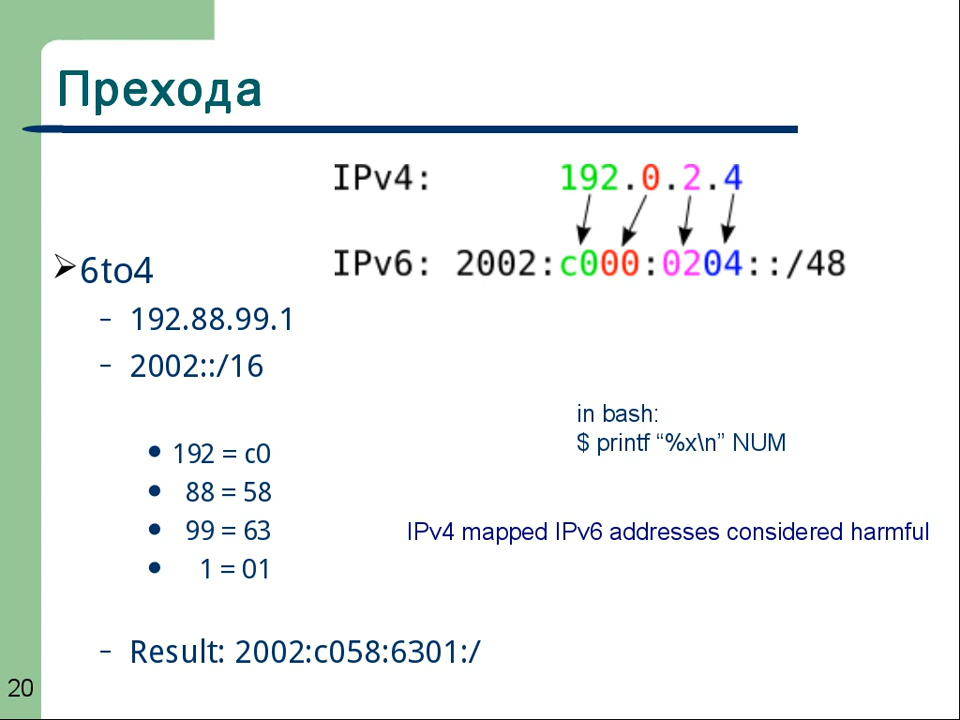 Прехода
IPv4: 192.0.2.4
IPv6: 2002:c000:0204::/48
6to4
– 192.88.99.1
– 2002::/16
in bash:
$ printf “%x\n” NUM
• 192 = c0
• 88 = 58
• 99 = 63
IPv4 mapped IPv6 addresses considered harmful
• 1 = 01
– Result: 2002:c058:6301:/
20